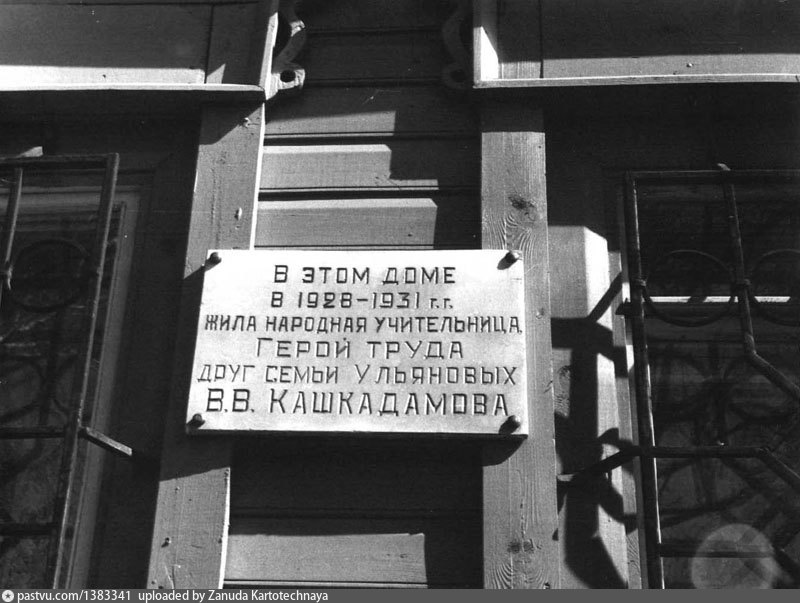 В ЭТОМ ДОМЕ
В 1928-1931 г.г.
ЖИЛА НАРОДНАЯ УЧИТЕЛЬНИЦА,
ГЕРОЙ ТРУДА
ДРУГ СЕМЬИ УЛЬЯНОВЫХ
В.В. КАШКАДАМОВА
pastvu.com/1383341 uploaded by Zanuda Kartotechnaya